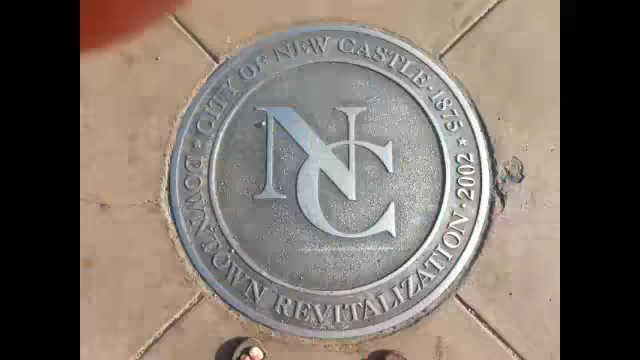 CITY OF NEW CASTLE · 1875 *
DOWNTOWN REVITALIZATION · 2002
NC